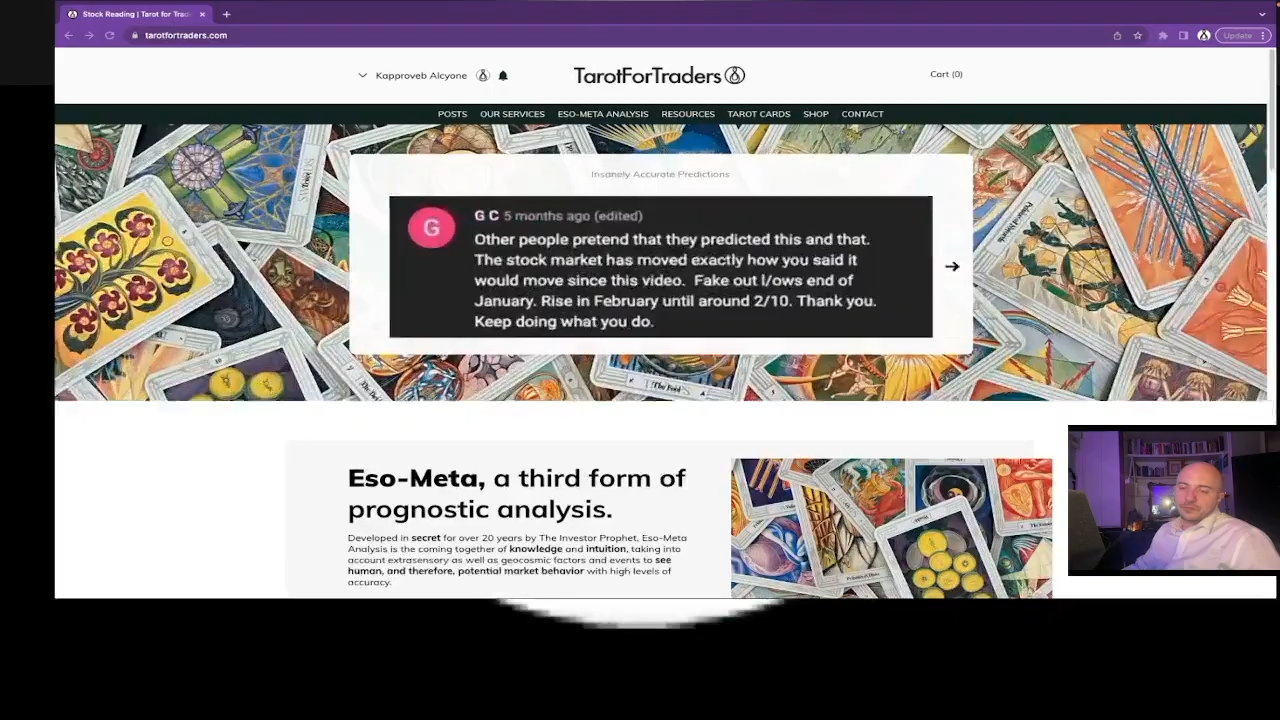 Stock Reading | Tarot for Trad
tarotfortraders.com
Update
Kapproveb Alcyone
TarotForTraders
Cart (0)
POSTS OUR SERVICES ESO-META ANALYSIS RESOURCES TAROT CARDS SHOP CONTACT
Insanely Accurate Predictions
G
G C 5 months ago (edited)
Other people pretend that they predicted this and that.
The stock market has moved exactly how you said it
would move since this video. Fake out l/ows end of
January. Rise in February until around 2/10. Thank you.
Keep doing what you do.
The Fool
Eso-Meta, a third form of
prognostic analysis.
Developed in secret for over 20 years by The Investor Prophet, Eso-Meta
Analysis is the coming together of knowledge and intuition, taking into
account extrasensory as well as geocosmic factors and events to see
human, and therefore, potential market behavior with high levels of
accuracy.